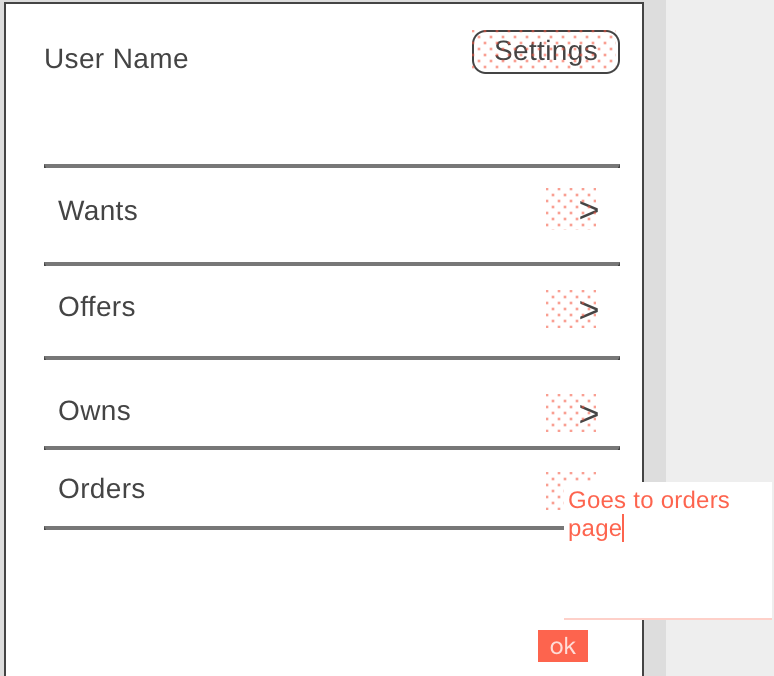 User Name
Settings
Wants
>
Offers
>
Owns
>
Orders
Goes to orders
page
ok